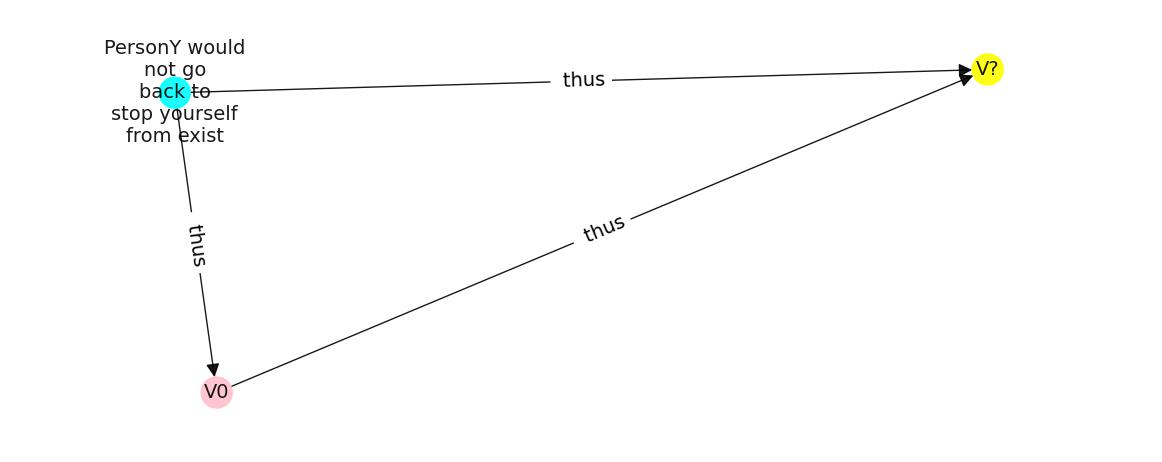 PersonY would
not go
back to
stop yourself
from exist
thus
V?
thus
thus
V0